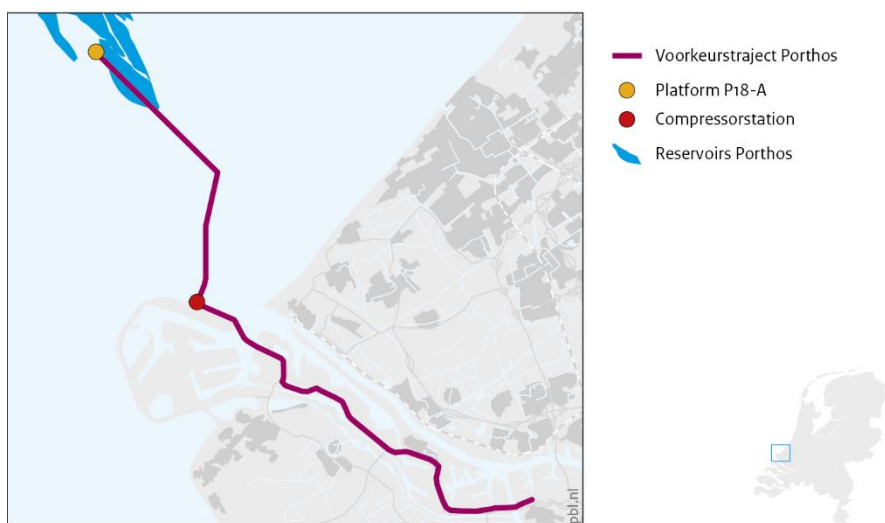 Voorkeurstraject Porthos
Platform P18-A
Compressorstation
Reservoirs Porthos
pbl.nl